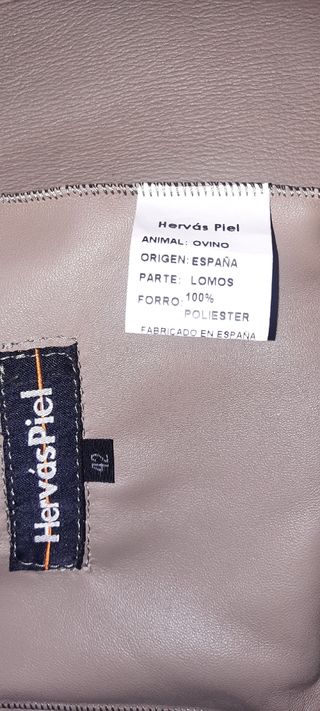 Hervás Piel
ANIMAL: OVINO
ORIGEN: ESPAÑA
PARTE: LOMOS
FORRO: 100%
POLIESTER
FABRICADO EN ESPAÑA
HervásPiel
42